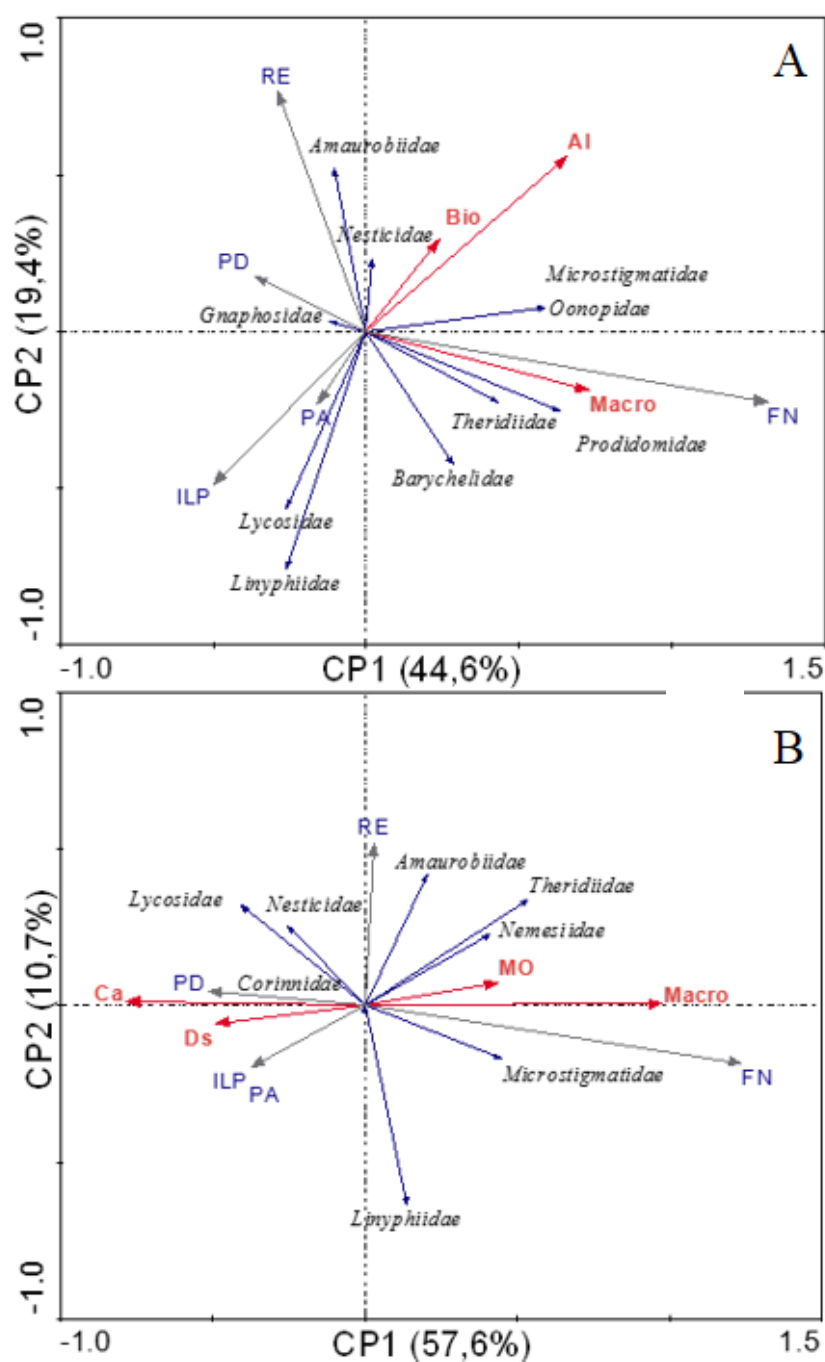 1.0
A
RE
Al
Amaurobiidae
Bio
Nesticidae
PD
Microstigmatidae
Gnaphosidae
Oonopidae
CP2 (19,4%)
Macro
PA
Theridiidae
FN
Prodidomidae
Barychelidae
ILP
Lycosidae
Linyphiidae
-1.0
-1.0
CP1 (44,6%)
1.5
1.0
B
RE
Amaurobiidae
Lycosidae
Theridiidae
Nesticidae
Nemesiidae
MO
PD
Corinnidae
Ca
Macro
CP2 (10,7%)
Ds
ILP
PA
Microstigmatidae
FN
Linyphiidae
-1.0
-1.0
CP1 (57,6%)
1.5